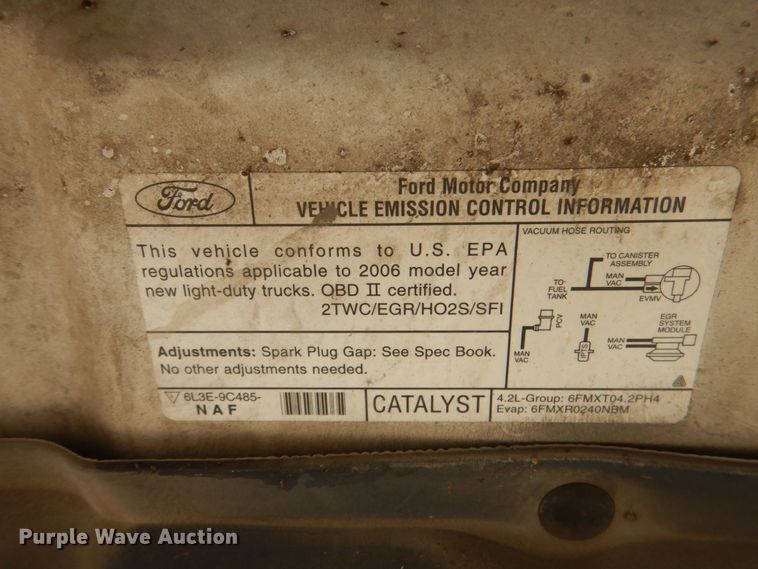 Ford
Ford Motor Company
VEHICLE EMISSION CONTROL INFORMATION
This vehicle conforms to U.S. EPA
regulations applicable to 2006 model year
new light-duty trucks. OBD II certified.
2TWC/EGR/HO2S/SFI
Adjustments: Spark Plug Gap: See Spec Book.
No other adjustments needed.
VACUUM HOSE ROUTING
TO CANISTER
ASSEMBLY
TO
FUEL
TANK
MAN
VAC
EVMV
PCV
MAN
VAC
MAN
VAC
PTS
EGR
SYSTEM
MODULE
MAN
VAC
6L3E-9C485-
NAF
CATALYST
4.2L-Group: 6FMXT04.2PH4
Evap: 6FMXR0240NBM
Purple Wave Auction